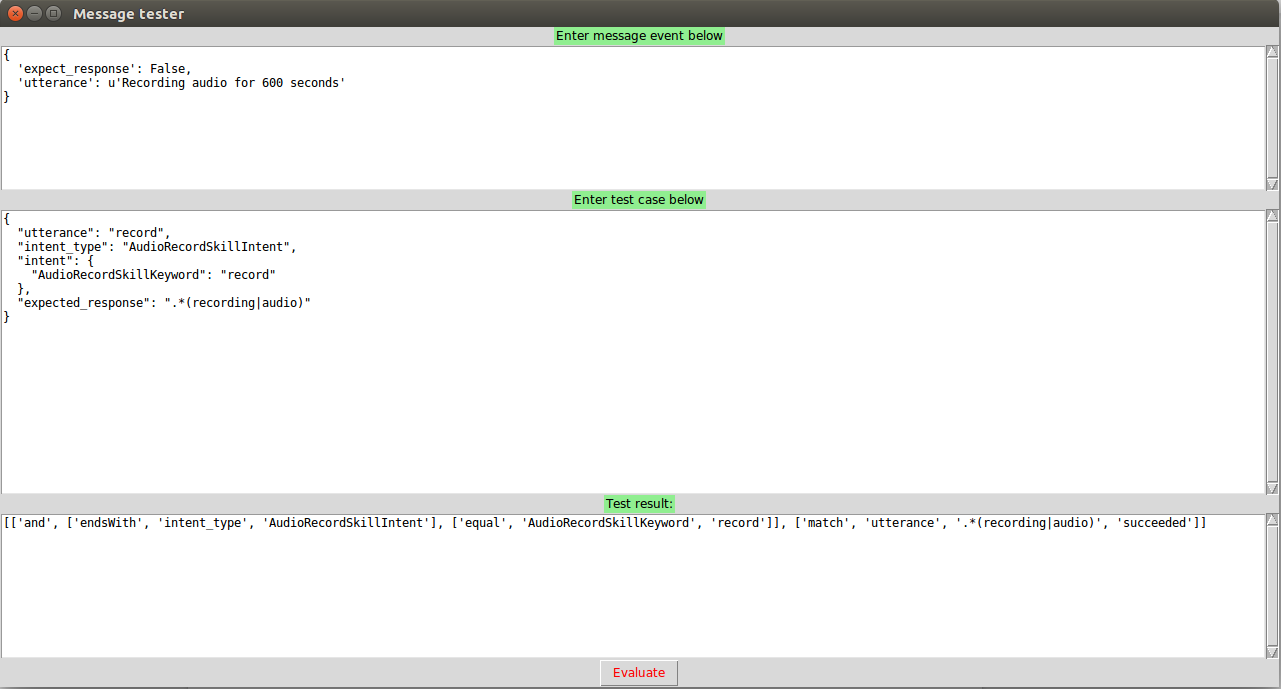 Message tester
Enter message event below
{
  'expect_response': False,
  'utterance': u'Recording audio for 600 seconds'
}
Enter test case below
{
  "utterance": "record",
  "intent_type": "AudioRecordSkillIntent",
  "intent": {
    "AudioRecordSkillKeyword": "record"
  },
  "expected_response": ".*(recording|audio)"
}
Test result:
[['and', ['endsWith', 'intent_type', 'AudioRecordSkillIntent'], ['equal', 'AudioRecordSkillKeyword', 'record']], ['match', 'utterance', '.*(recording|audio)', 'succeeded']]
Evaluate